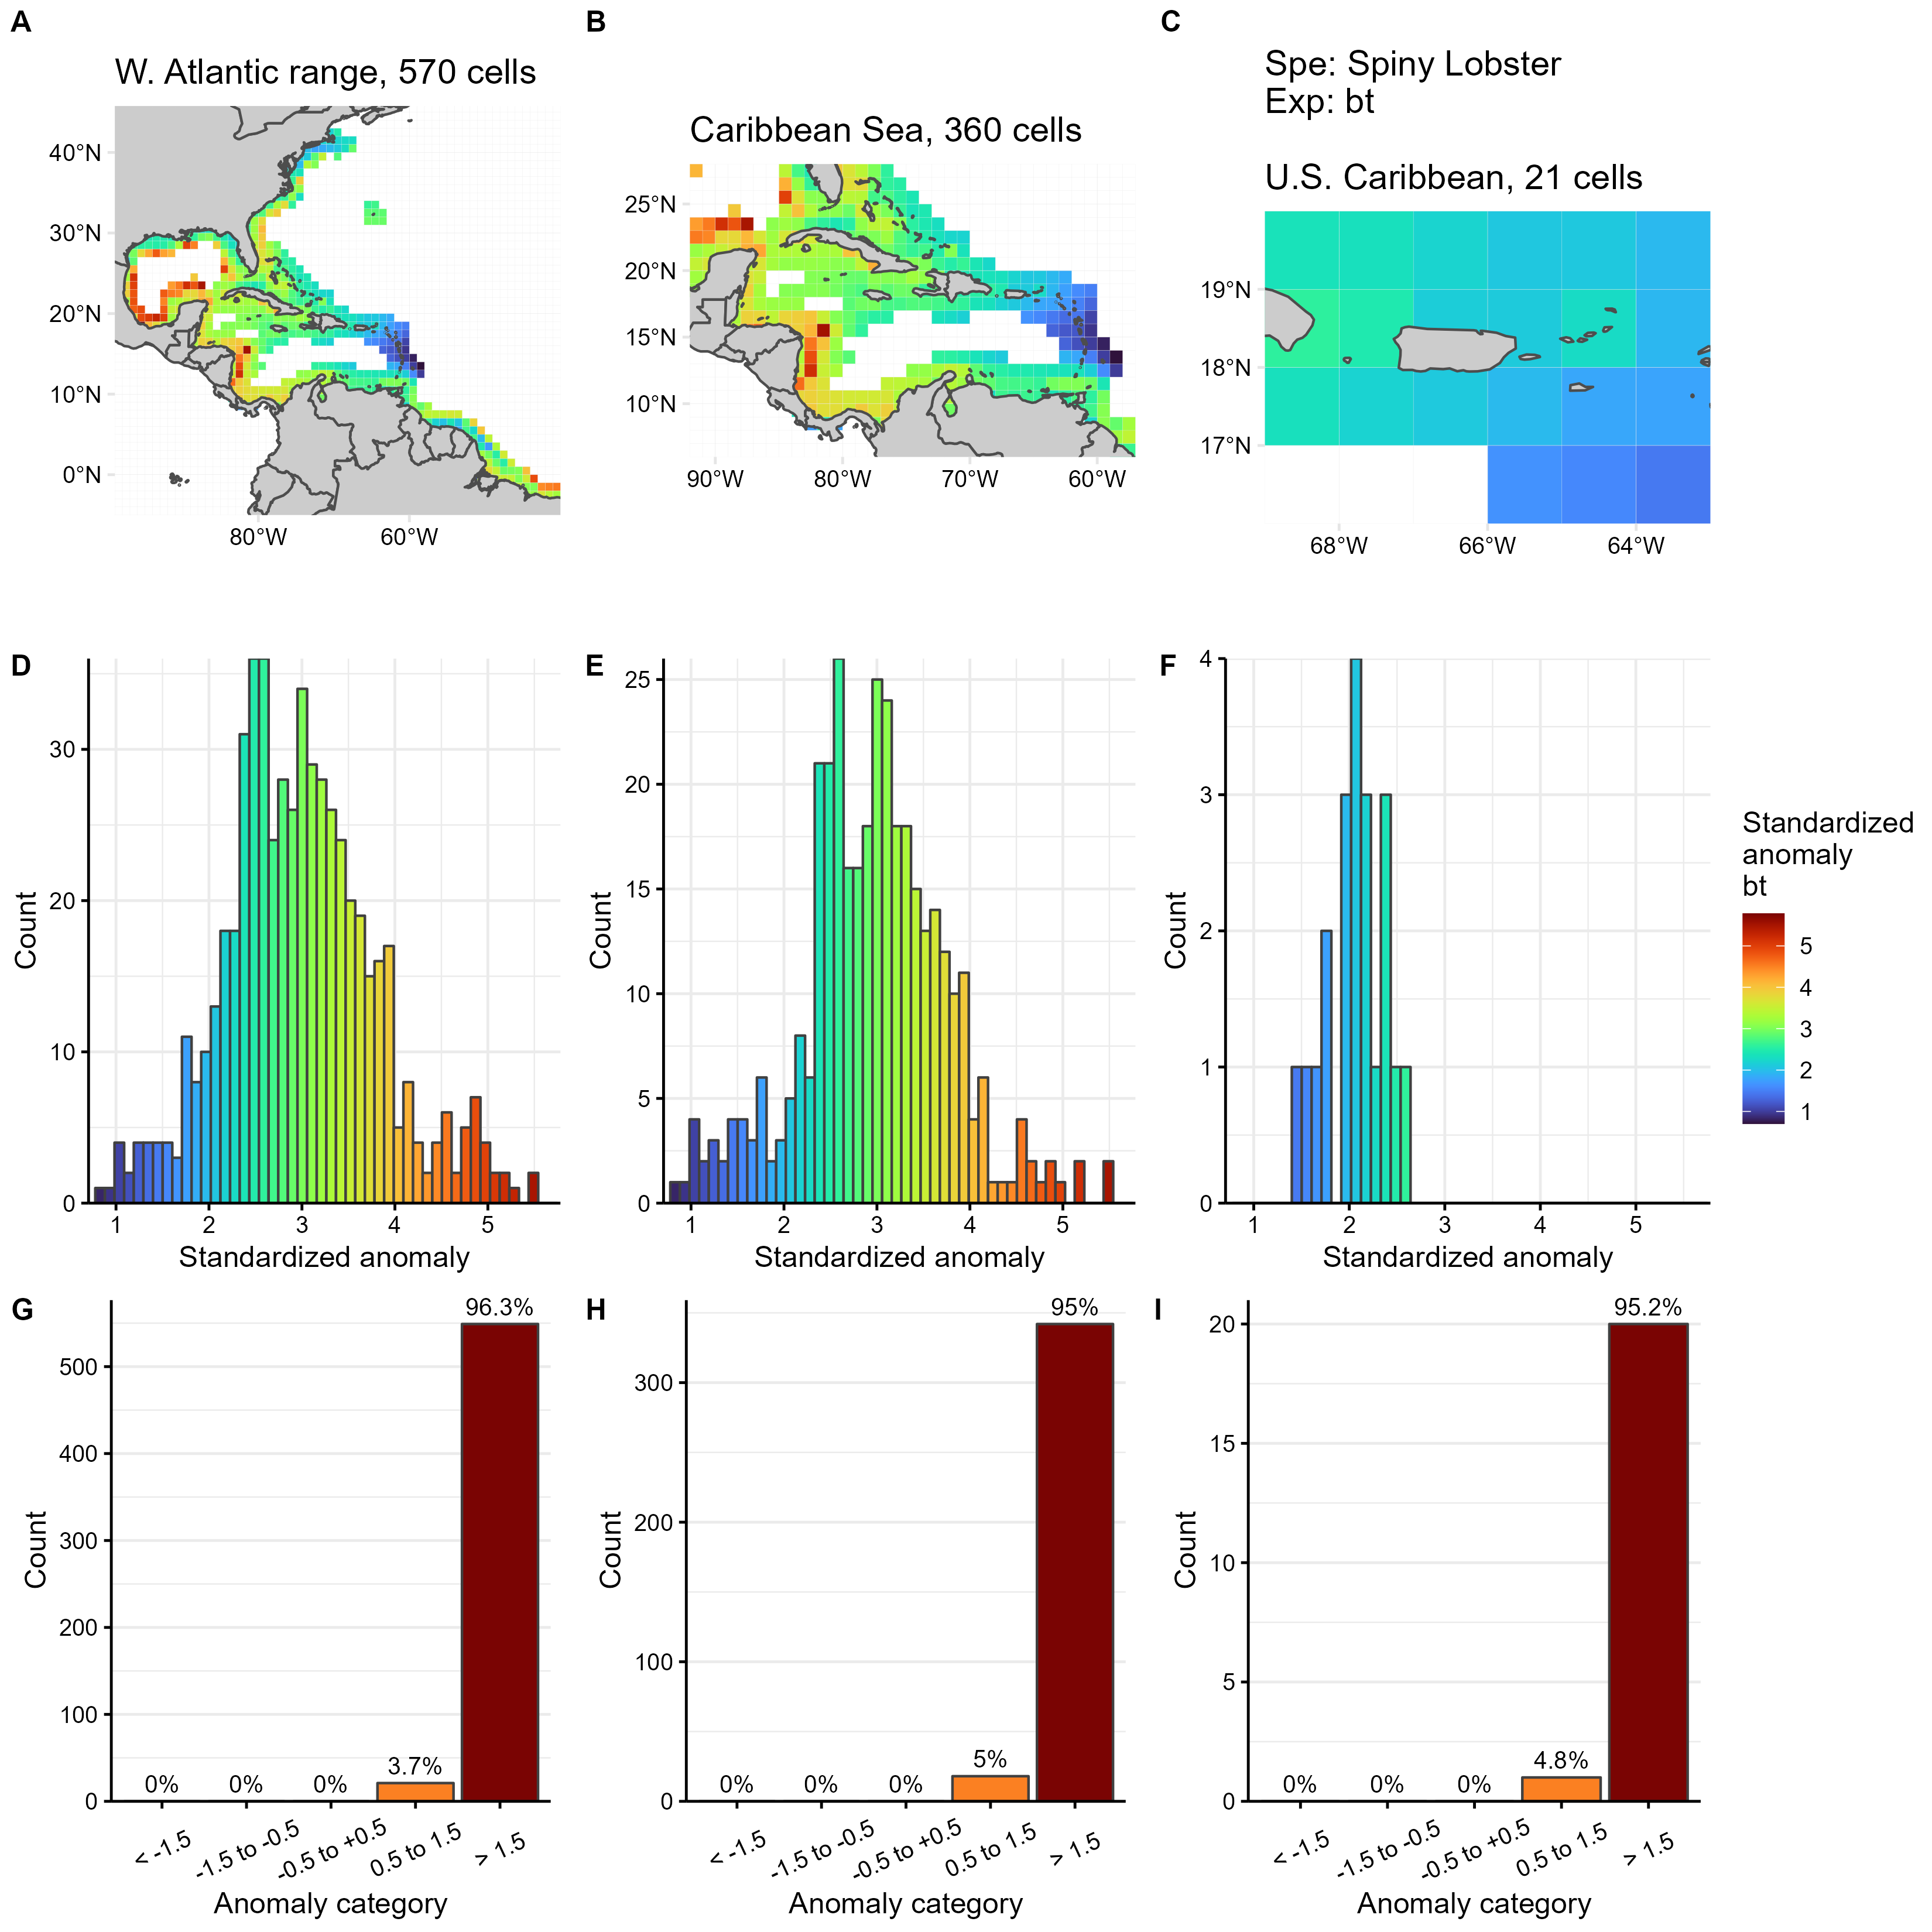 A
B
C
W. Atlantic range, 570 cells
Caribbean Sea, 360 cells
Spe: Spiny Lobster
Exp: bt
U.S. Caribbean, 21 cells
40°N
30°N
20°N
10°N
0°N
80°W
60°W
25°N
20°N
15°N
10°N
90°W
80°W
70°W
60°W
19°N
18°N
17°N
68°W
66°W
64°W
D
Count
30
20
10
0
1
2
3
4
5
Standardized anomaly
E
Count
25
20
15
10
5
0
1
2
3
4
5
Standardized anomaly
F
Count
4
3
2
1
0
1
2
3
4
5
Standardized anomaly
Standardized
anomaly
bt
5
4
3
2
1
G
Count
500
400
300
200
100
0
0%
0%
0%
3.7%
96.3%
< -1.5
-1.5 to -0.5
-0.5 to +0.5
0.5 to 1.5
> 1.5
Anomaly category
H
Count
300
200
100
0
0%
0%
0%
5%
95%
< -1.5
-1.5 to -0.5
-0.5 to +0.5
0.5 to 1.5
> 1.5
Anomaly category
I
Count
20
15
10
5
0
0%
0%
0%
4.8%
95.2%
< -1.5
-1.5 to -0.5
-0.5 to +0.5
0.5 to 1.5
> 1.5
Anomaly category